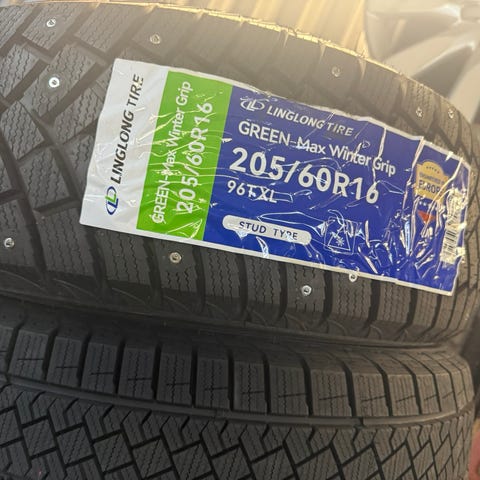 LINGLONG TIRE
GREEN-Max Winter Grip
205/60R16
LINGLONG TIRE
GREEN-Max Winter Grip
205/60R16
96T XL
STUD TYPE